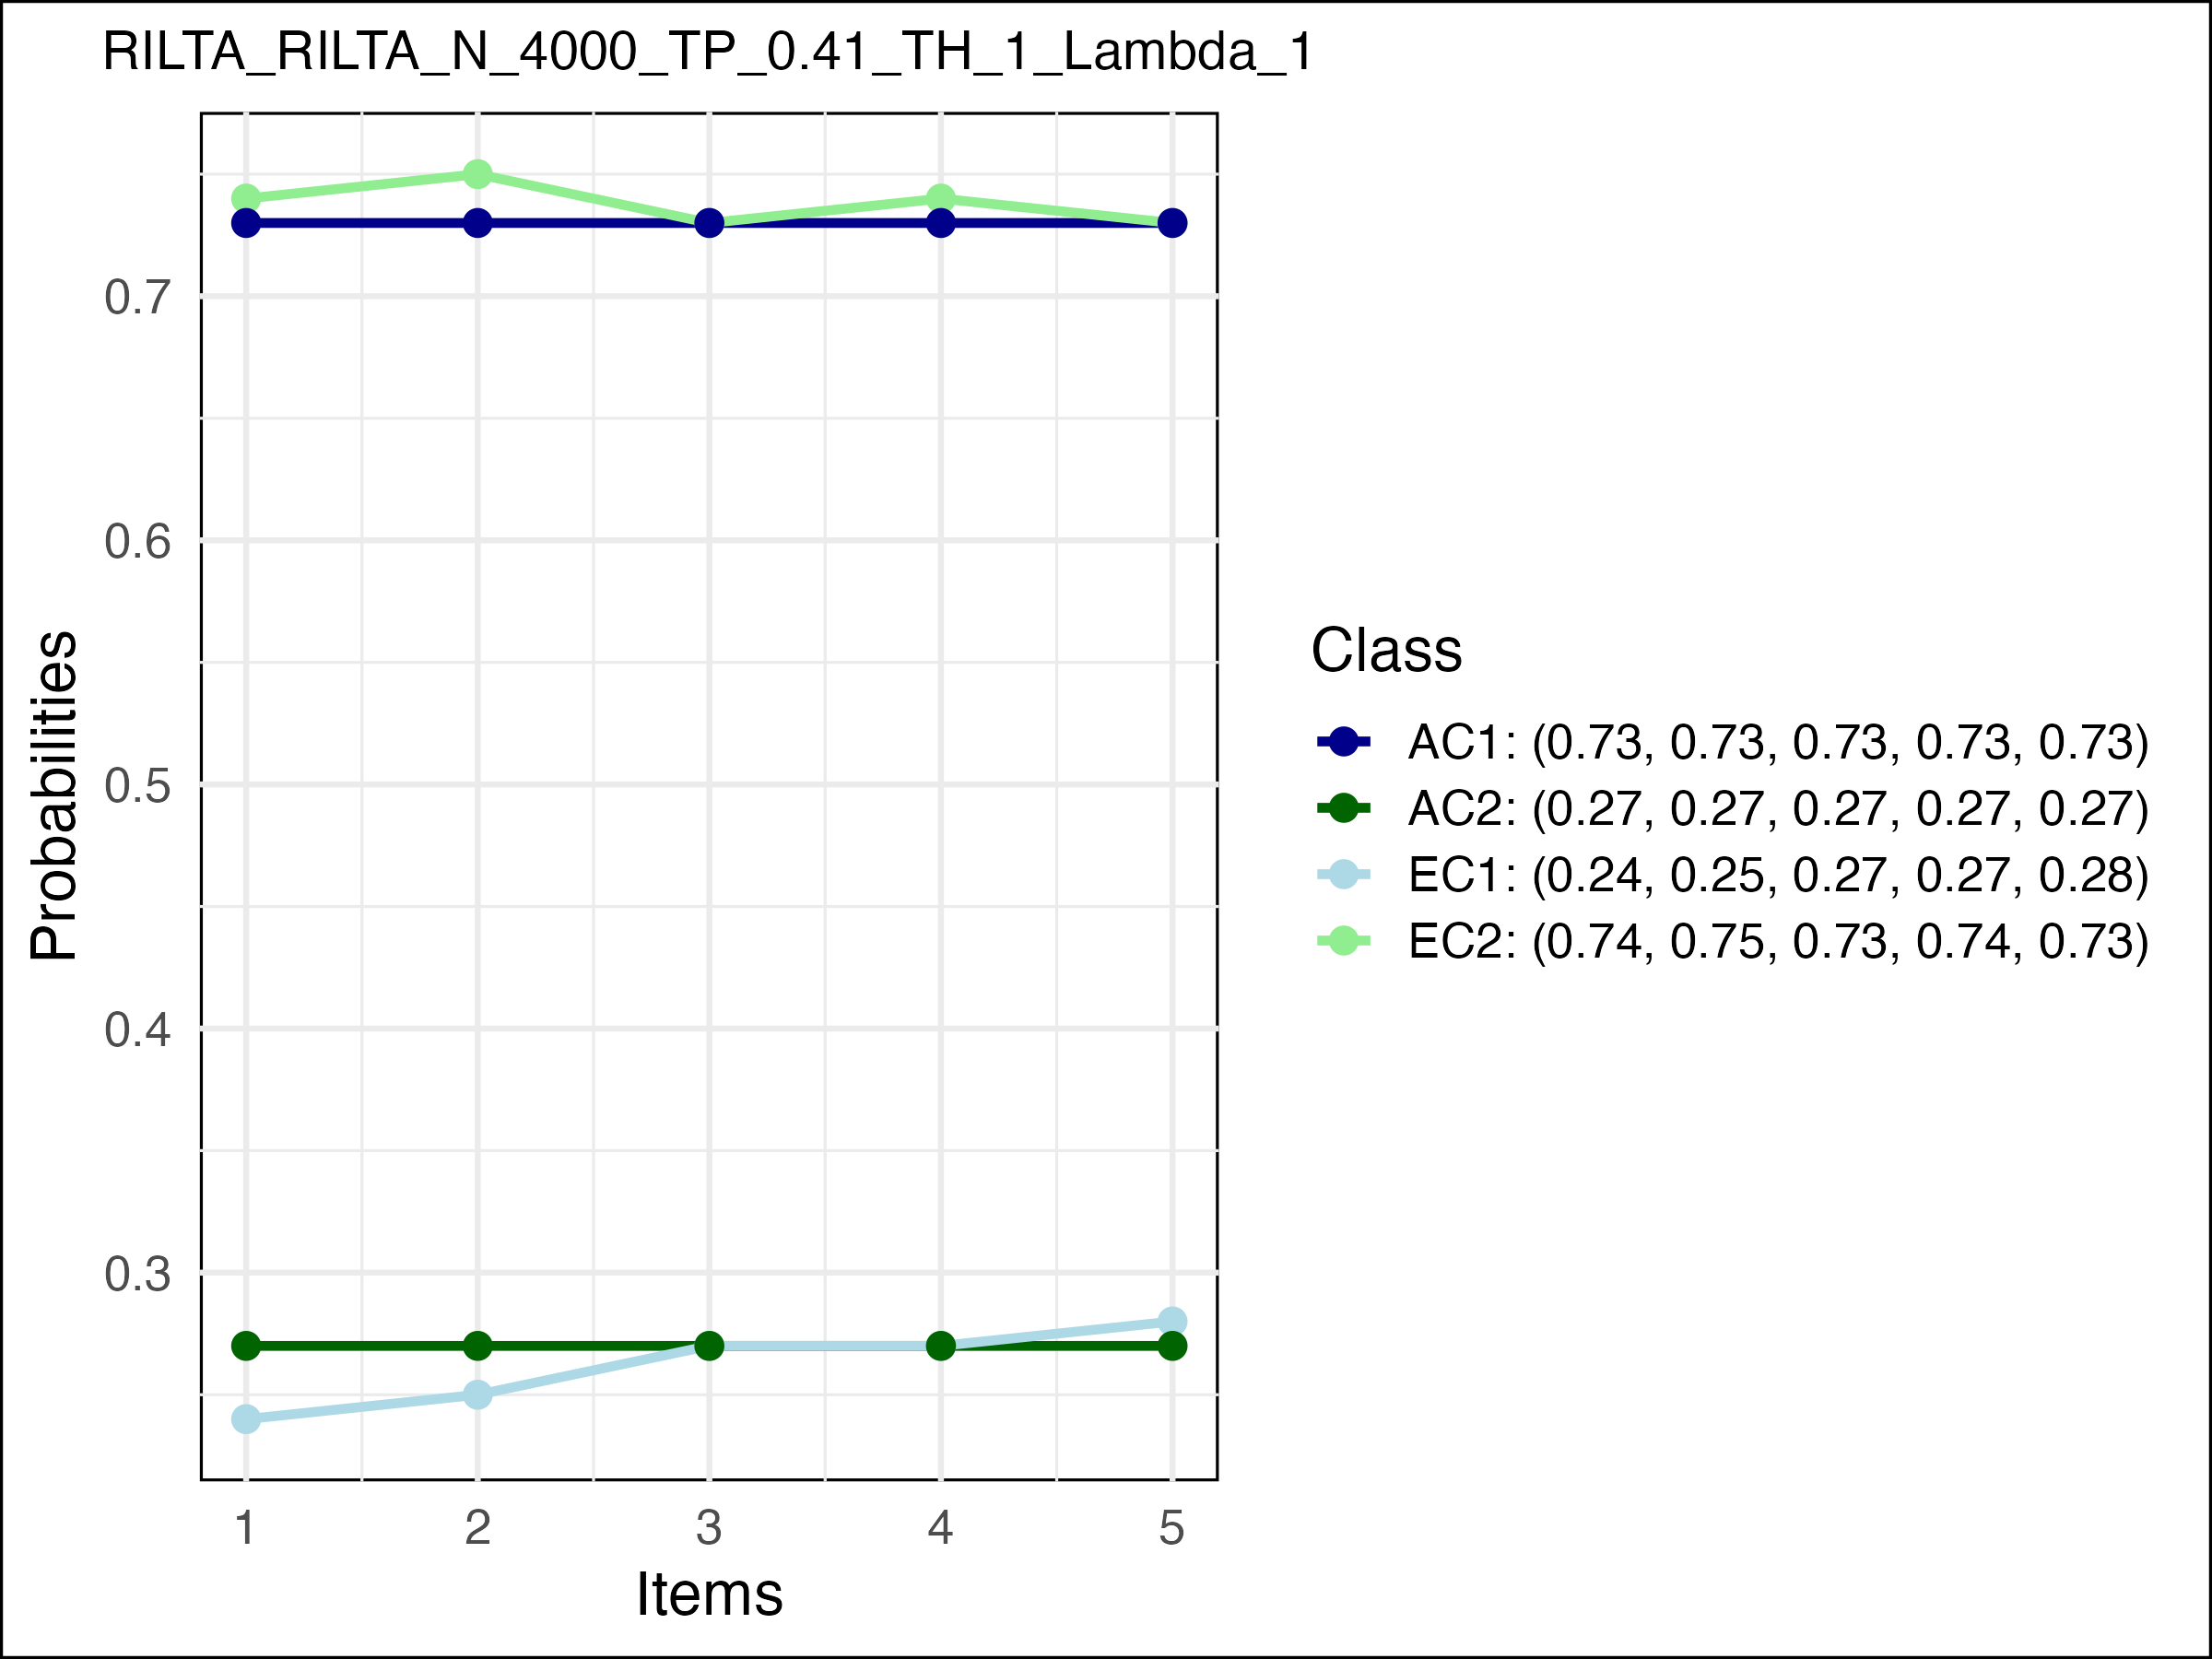 RILTA_RILTA_N_4000_TP_0.41_TH_1_Lambda_1
Probabilities
0.7
0.6
0.5
0.4
0.3
1 2 3 4 5
Items
Class
AC1: (0.73, 0.73, 0.73, 0.73, 0.73)
AC2: (0.27, 0.27, 0.27, 0.27, 0.27)
EC1: (0.24, 0.25, 0.27, 0.27, 0.28)
EC2: (0.74, 0.75, 0.73, 0.74, 0.73)